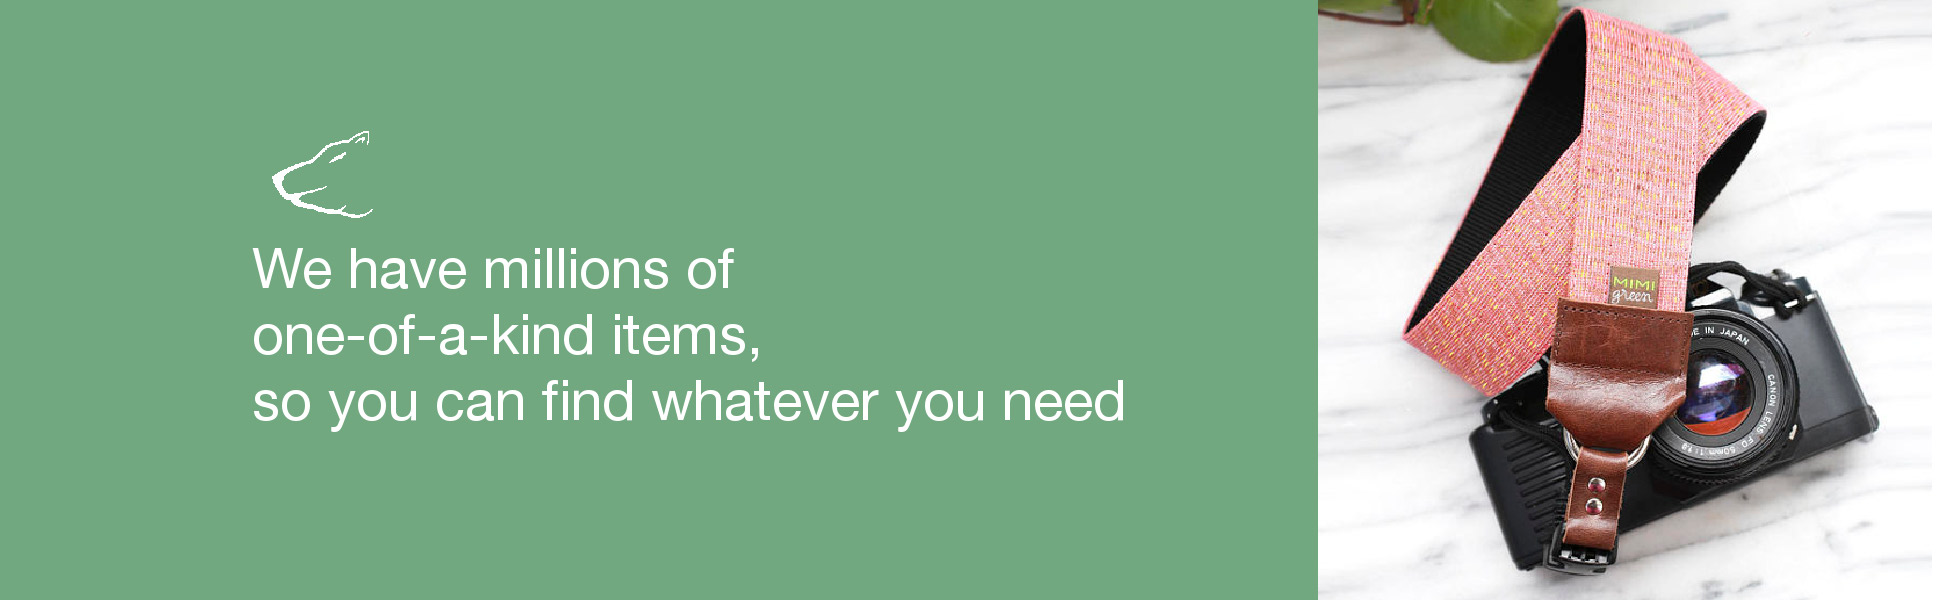 We have millions of
one-of-a-kind items,
so you can find whatever you need
MIMI
green
E IN JAPAN
CANON LENS FD 50mm 1:1.8